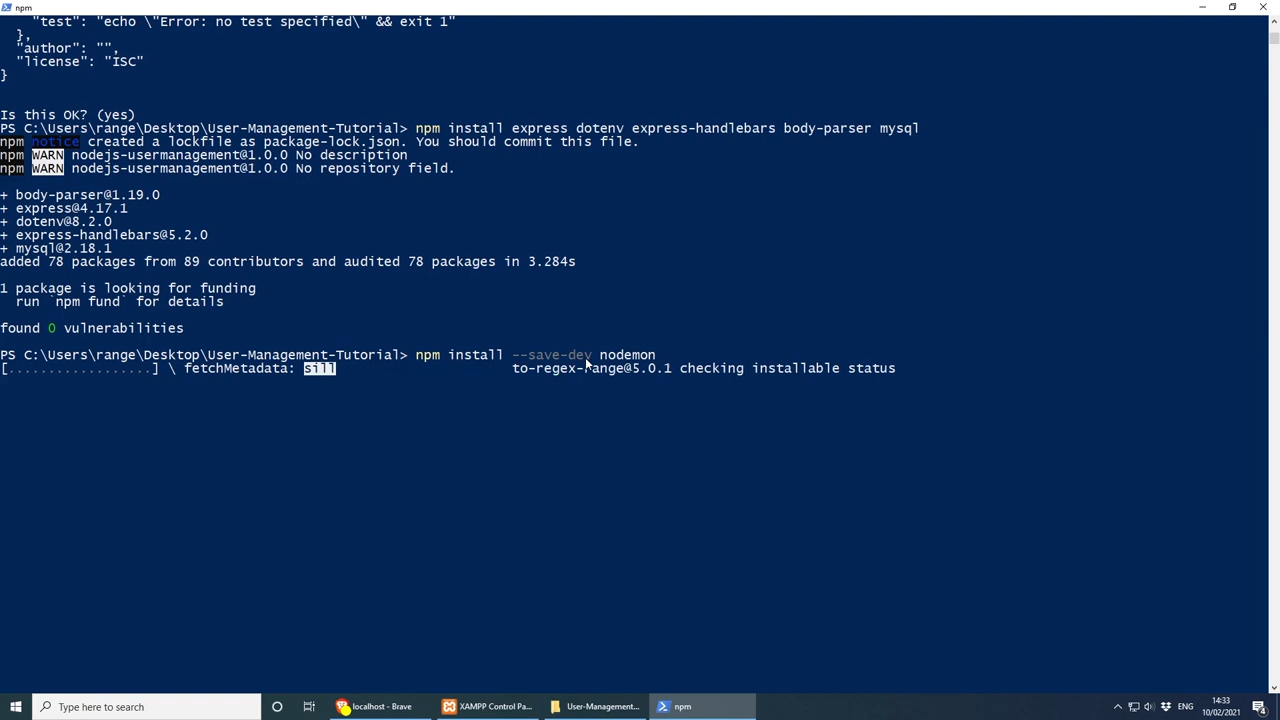 npm
"test": "echo \"Error: no test specified\" && exit 1"
},
"author": "",
"license": "ISC"
}
Is this OK? (yes)
PS C:\Users\range\Desktop\User-Management-Tutorial> npm install express dotenv express-handlebars body-parser mysql
npm notice created a lockfile as package-lock.json. You should commit this file.
npm WARN nodejs-usermanagement@1.0.0 No description
npm WARN nodejs-usermanagement@1.0.0 No repository field.
+ body-parser@1.19.0
+ express@4.17.1
+ dotenv@8.2.0
+ express-handlebars@5.2.0
+ mysql@2.18.1
added 78 packages from 89 contributors and audited 78 packages in 3.284s
1 package is looking for funding
run `npm fund` for details
found 0 vulnerabilities
PS C:\Users\range\Desktop\User-Management-Tutorial> npm install --save-dev nodemon
[..................] \ fetchMetadata: sill to-regex-range@5.0.1 checking installable status
Type here to search
localhost - Brave
XAMPP Control Pa...
User-Management...
npm
ENG
14:33
10/02/2021
4